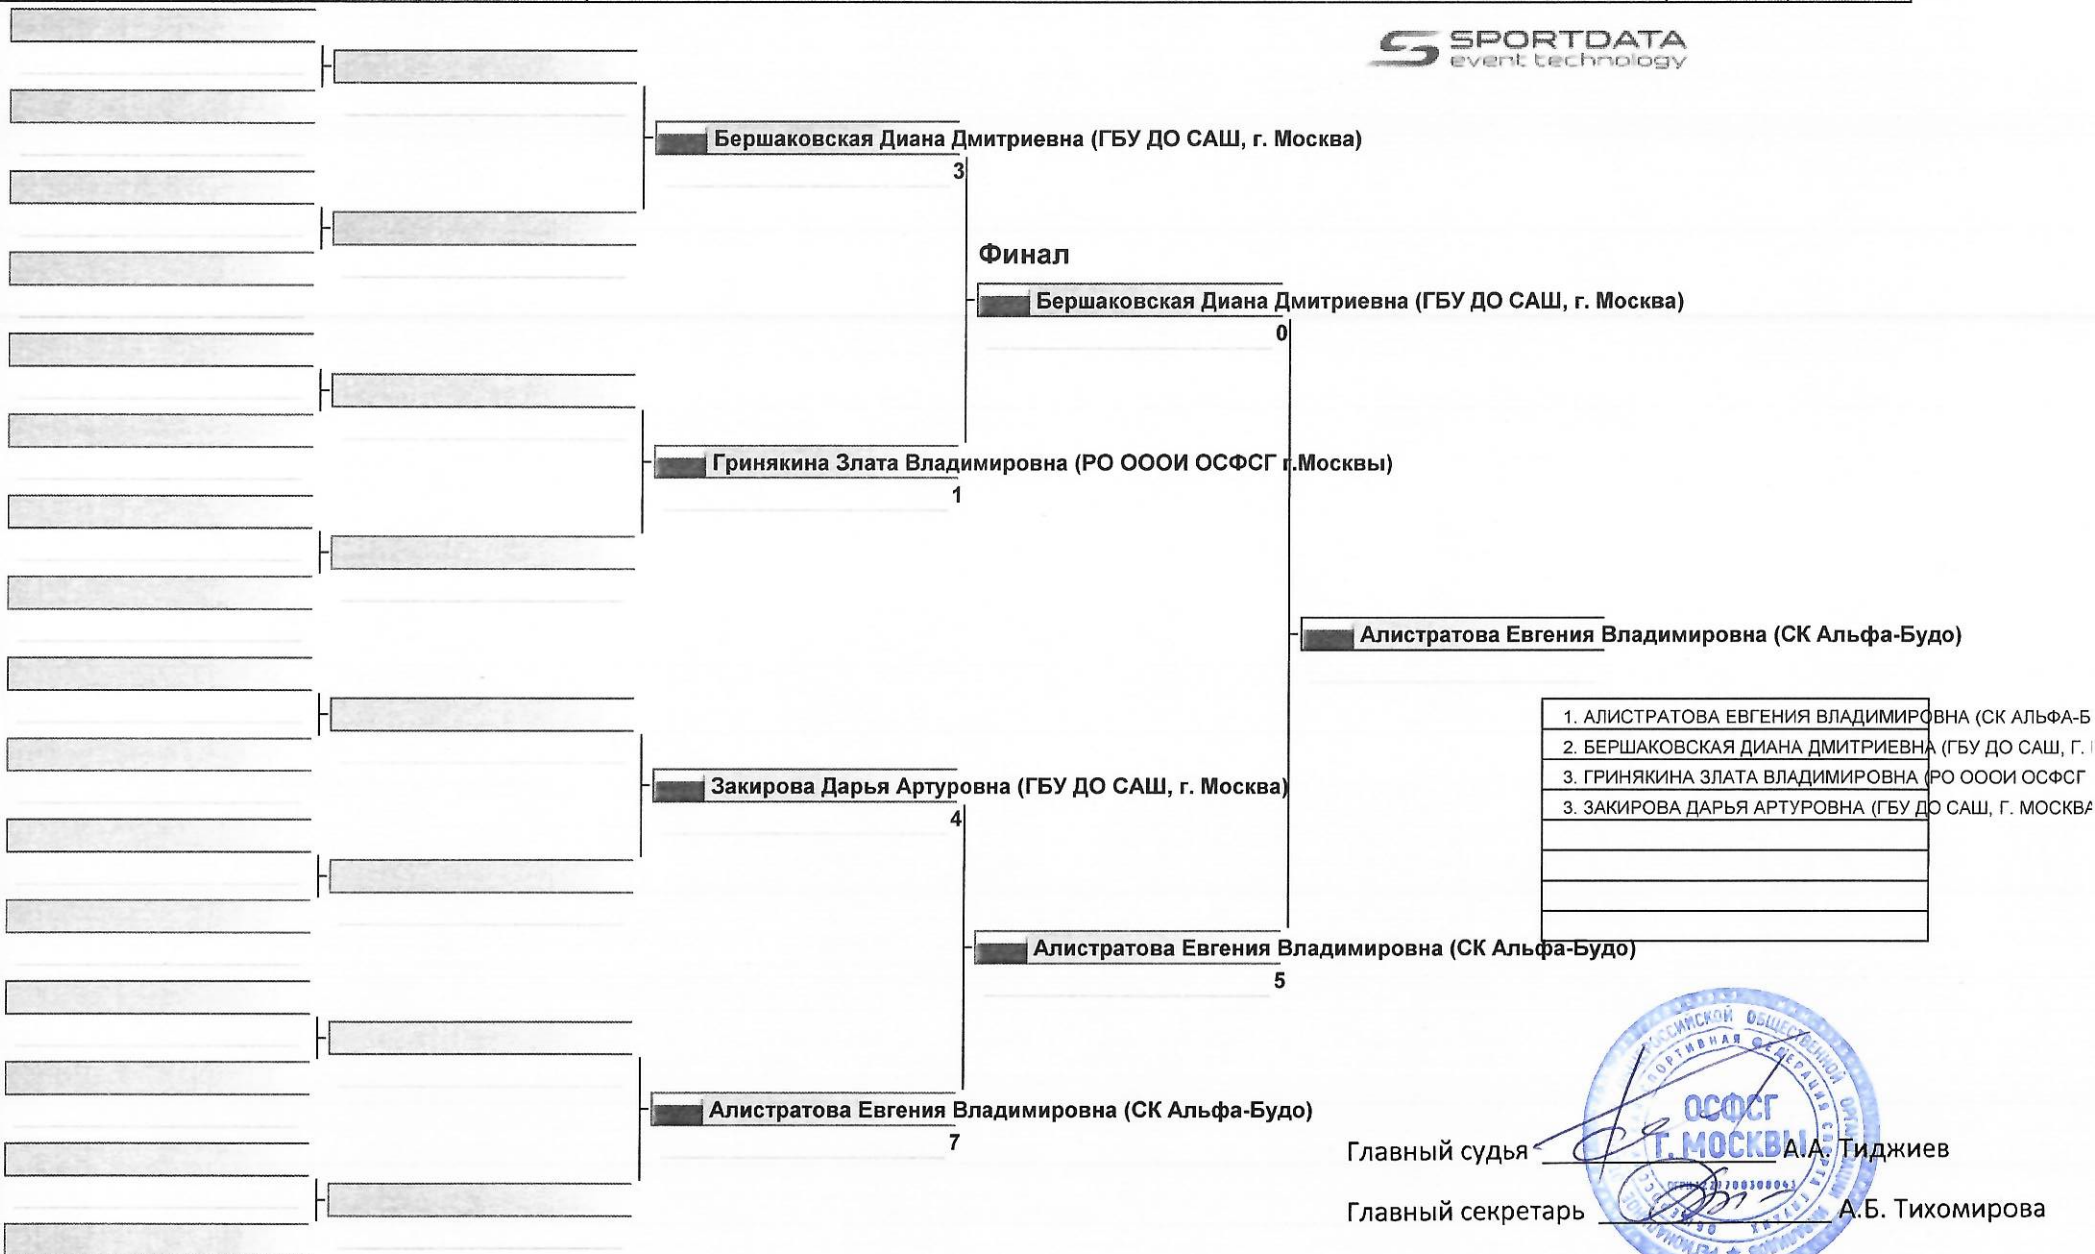 SPORTDATA
event technology
Бершаковская Диана Дмитриевна (ГБУ ДО САШ, г. Москва)
3
Финал
Бершаковская Диана Дмитриевна (ГБУ ДО САШ, г. Москва)
0
Гринякина Злата Владимировна (РО ОООИ ОСФСГ г.Москвы)
1
Алистратова Евгения Владимировна (СК Альфа-Будо)
1. АЛИСТРАТОВА ЕВГЕНИЯ ВЛАДИМИРОВНА (СК АЛЬФА-Б
2. БЕРШАКОВСКАЯ ДИАНА ДМИТРИЕВНА (ГБУ ДО САШ, Г.
3. ГРИНЯКИНА ЗЛАТА ВЛАДИМИРОВНА (РО ОООИ ОСФСГ
3. ЗАКИРОВА ДАРЬЯ АРТУРОВНА (ГБУ ДО САШ, Г. МОСКВА
Закирова Дарья Артуровна (ГБУ ДО САШ, г. Москва)
4
Алистратова Евгения Владимировна (СК Альфа-Будо)
5
Алистратова Евгения Владимировна (СК Альфа-Будо)
7
ОСФСГ
Г. МОСКВЫ
Главный судья А.А. Тиджиев
Главный секретарь А.Б. Тихомирова